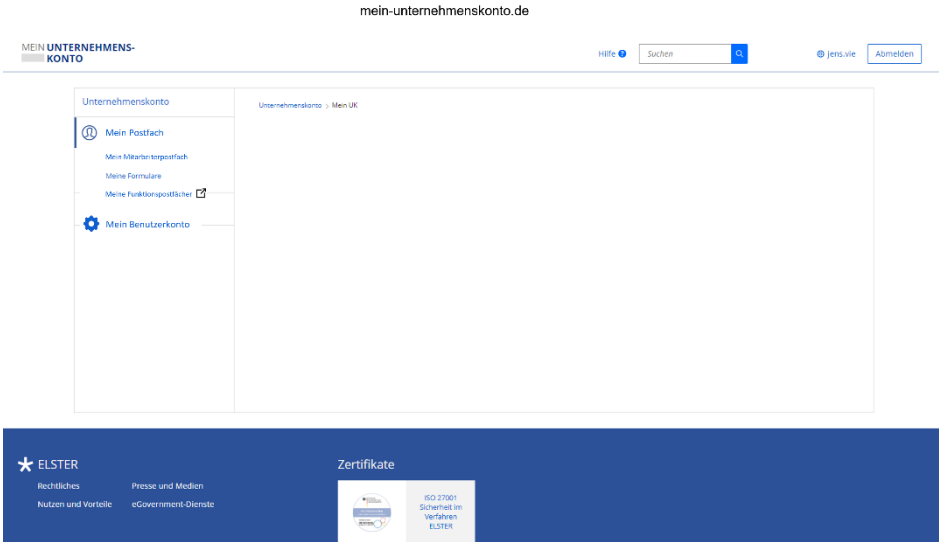 mein-unternehmenskonto.de
MEIN UNTERNEHMENS-
KONTO
Hilfe ?
Suchen
jens.vie
Abmelden
Unternehmenskonto
Unternehmenskonto > Mein UK
Mein Postfach
Mein Mitarbeiterpostfach
Meine Formulare
Meine Funktionspostfächer
Mein Benutzerkonto
ELSTER
Zertifikate
Rechtliches
Presse und Medien
Nutzen und Vorteile
eGovernment-Dienste
ISO 27001
Sicherheit im
Verfahren
ELSTER